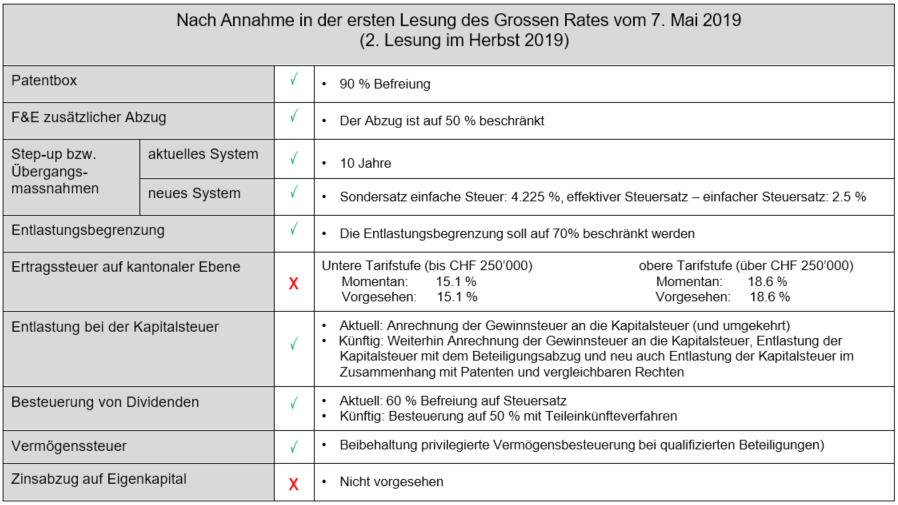 Nach Annahme in der ersten Lesung des Grossen Rates vom 7. Mai 2019
(2. Lesung im Herbst 2019)
Patentbox √ • 90 % Befreiung
F&E zusätzlicher Abzug √ • Der Abzug ist auf 50 % beschränkt
Step-up bzw.
Übergangs-
massnahmen
aktuelles System √ • 10 Jahre
neues System √ • Sondersatz einfache Steuer: 4.225 %, effektiver Steuersatz – einfacher Steuersatz: 2.5 %
Entlastungsbegrenzung √ • Die Entlastungsbegrenzung soll auf 70% beschränkt werden
Ertragssteuer auf kantonaler Ebene X
Untere Tarifstufe (bis CHF 250’000) obere Tarifstufe (über CHF 250’000)
Momentan: 15.1 % Momentan: 18.6 %
Vorgesehen: 15.1 % Vorgesehen: 18.6 %
Entlastung bei der Kapitalsteuer √
• Aktuell: Anrechnung der Gewinnsteuer an die Kapitalsteuer (und umgekehrt)
• Künftig: Weiterhin Anrechnung der Gewinnsteuer an die Kapitalsteuer, Entlastung der
Kapitalsteuer mit dem Beteiligungsabzug und neu auch Entlastung der Kapitalsteuer im
Zusammenhang mit Patenten und vergleichbaren Rechten
Besteuerung von Dividenden √
• Aktuell: 60 % Befreiung auf Steuersatz
• Künftig: Besteuerung auf 50 % mit Teileinkünfteverfahren
Vermögenssteuer √ • Beibehaltung privilegierte Vermögensbesteuerung bei qualifizierten Beteiligungen)
Zinsabzug auf Eigenkapital X • Nicht vorgesehen